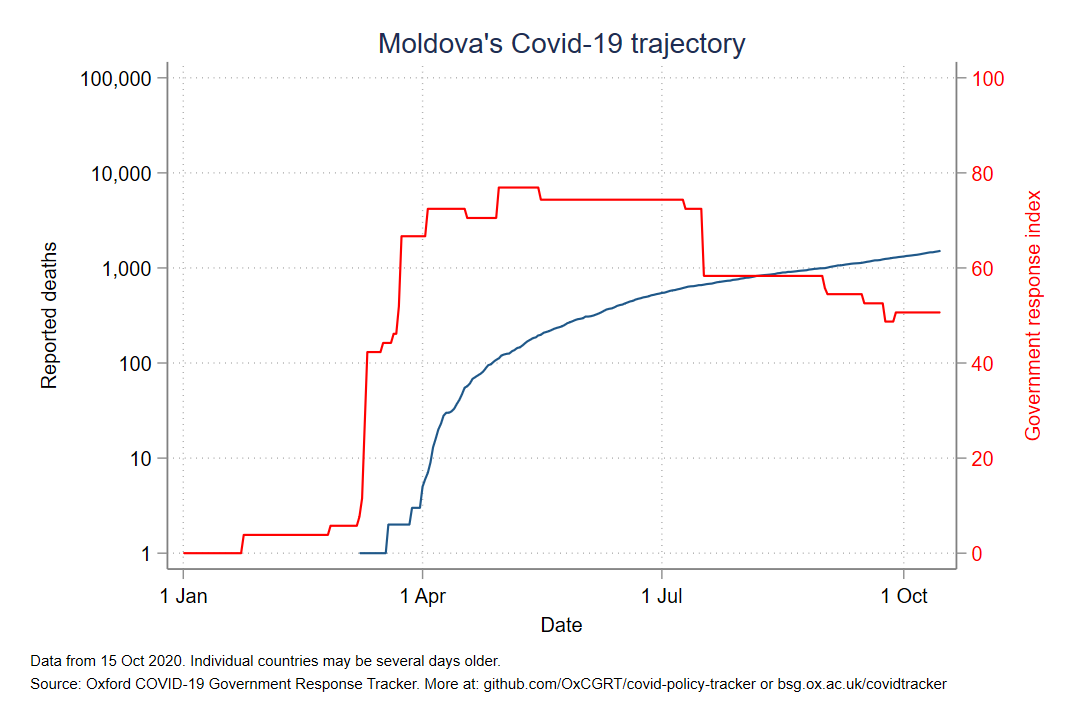 Moldova's Covid-19 trajectory
100,000
10,000
1,000
100
10
1
Reported deaths
100
80
60
40
20
0
Government response index
1 Jan
1 Apr
1 Jul
1 Oct
Date
Data from 15 Oct 2020. Individual countries may be several days older.
Source: Oxford COVID-19 Government Response Tracker. More at: github.com/OxCGRT/covid-policy-tracker or bsg.ox.ac.uk/covidtracker